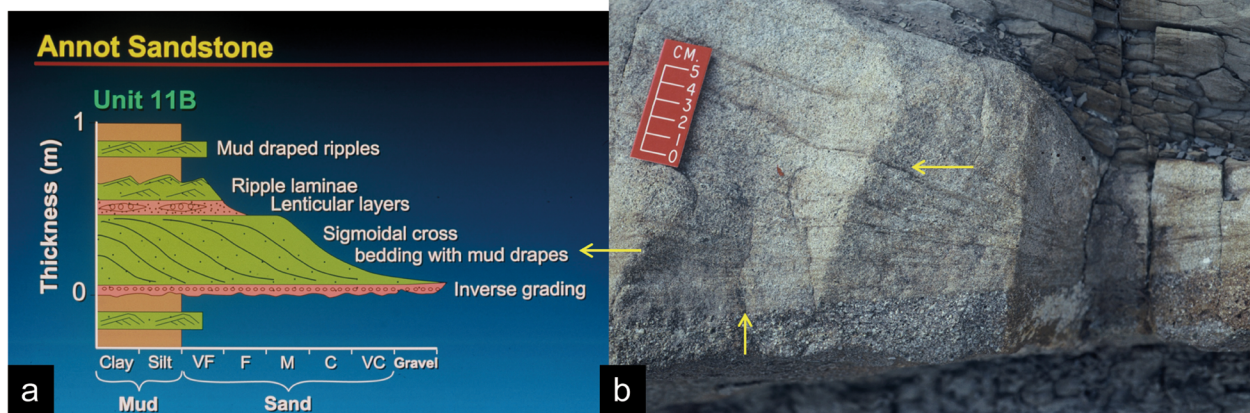 Annot Sandstone
Unit 11B
1
Mud draped ripples
Ripple laminae
Lenticular layers
Sigmoidal cross
bedding with mud drapes
Inverse grading
Thickness (m)
0
Clay Silt VF F M C VC Gravel
Mud Sand
a
CM.
5
4
3
2
1
0
b